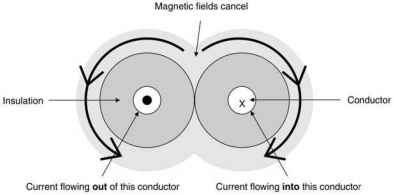 Magnetic fields cancel
Insulation
Conductor
X
Current flowing out of this conductor
Current flowing into this conductor